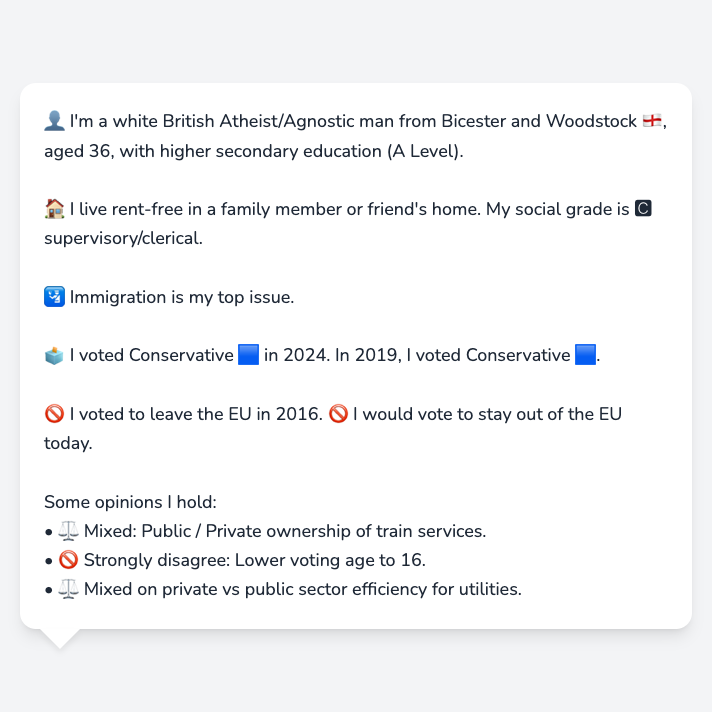 👤 I'm a white British Atheist/Agnostic man from Bicester and Woodstock 🏴󠁧󠁢󠁥󠁮󠁧󠁿,
aged 36, with higher secondary education (A Level).
🏠 I live rent-free in a family member or friend's home. My social grade is 🅲
supervisory/clerical.
🛂 Immigration is my top issue.
🗳️ I voted Conservative 🟦 in 2024. In 2019, I voted Conservative 🟦.
🚫 I voted to leave the EU in 2016. 🚫 I would vote to stay out of the EU
today.
Some opinions I hold:
• ⚖️ Mixed: Public / Private ownership of train services.
• 🚫 Strongly disagree: Lower voting age to 16.
• ⚖️ Mixed on private vs public sector efficiency for utilities.